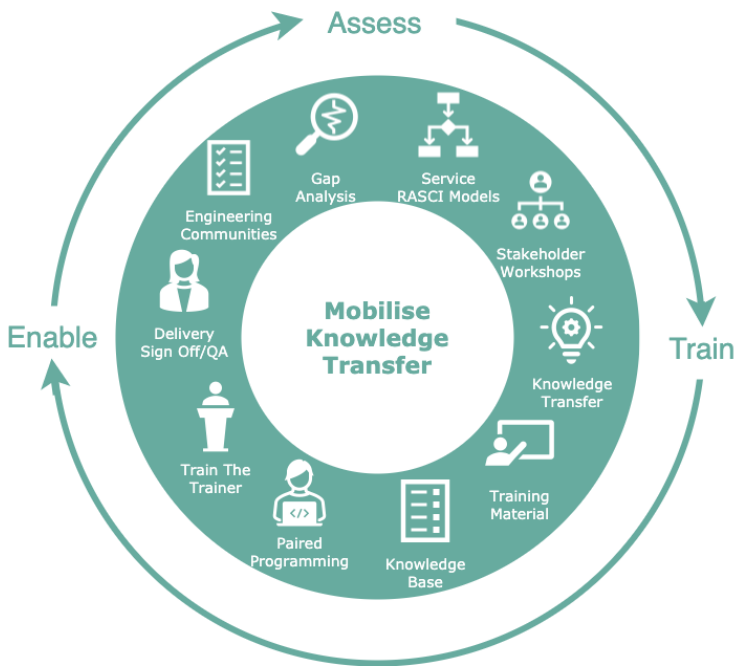 Assess
Gap
Analysis
Service
RASCI Models
Engineering
Communities
Stakeholder
Workshops
Mobilise
Knowledge
Transfer
Delivery
Sign Off/QA
Enable
Train
Knowledge
Transfer
Train The
Trainer
Training
Material
</>
Paired
Programming
Knowledge
Base